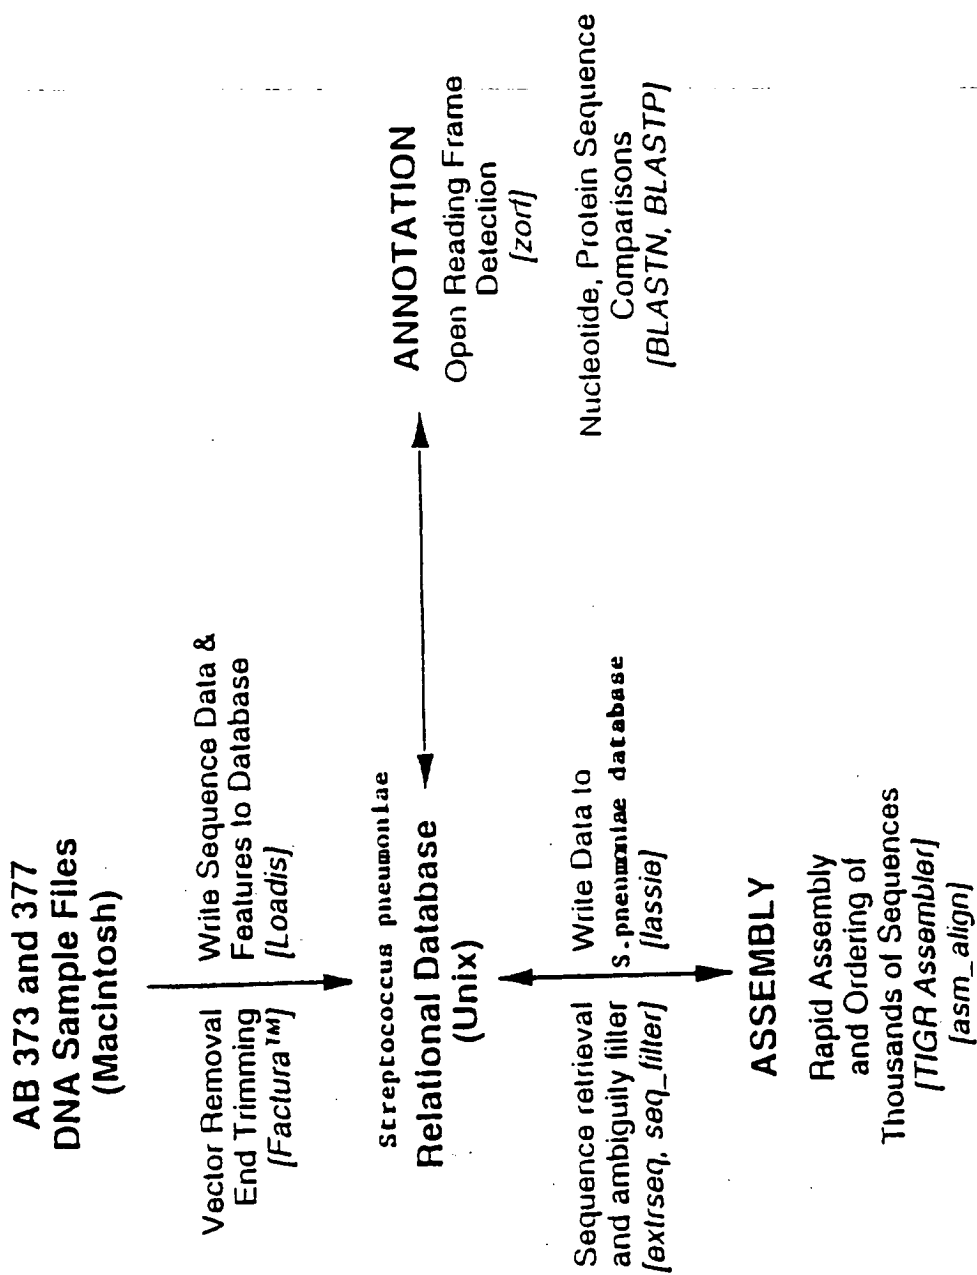 AB 373 and 377
DNA Sample Files
(Macintosh)
Vector Removal
End Trimming
[Factura™]
Write Sequence Data &
Features to Database
[Loadis]
Streptococcus pneumoniae
Relational Database
(Unix)
ANNOTATION
Open Reading Frame
Detection
[zorf]
Nucleotide, Protein Sequence
Comparisons
[BLASTN, BLASTP]
Sequence retrieval
and ambiguity filter
[extrseq, seq_filter]
Write Data to
S.pneumoniae database
[lassie]
ASSEMBLY
Rapid Assembly
and Ordering of
Thousands of Sequences
[TIGR Assembler]
[asm_align]